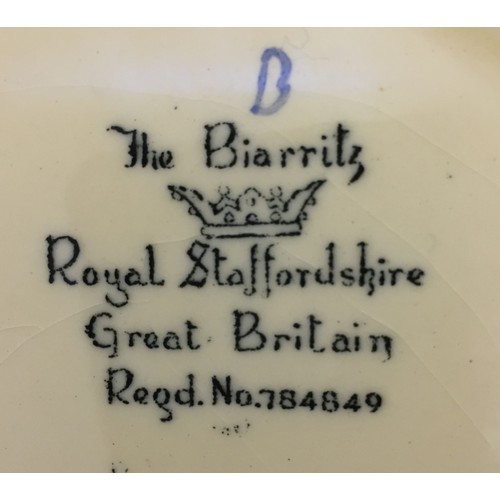 B
The Biarritz
Royal Staffordshire
Great Britain
Regd. No. 784849